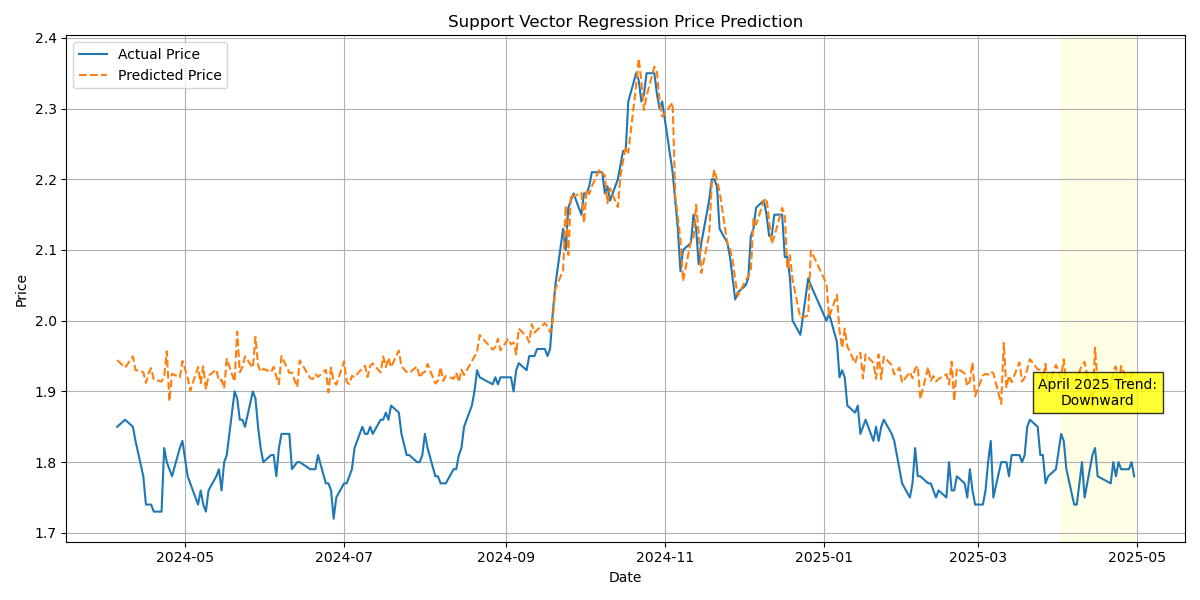 Support Vector Regression Price Prediction
Actual Price
Predicted Price
2.4
2.3
2.2
2.1
2.0
1.9
1.8
1.7
Price
April 2025 Trend:
Downward
2024-05
2024-07
2024-09
2024-11
2025-01
2025-03
2025-05
Date